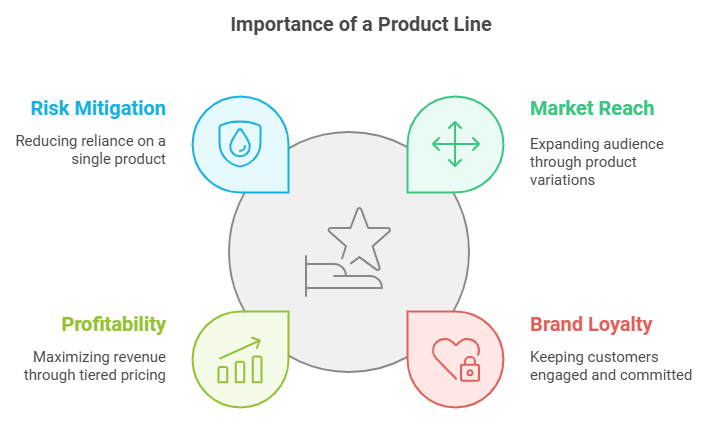 Importance of a Product Line
Risk Mitigation
Reducing reliance on a
single product
Market Reach
Expanding audience
through product
variations
Profitability
Maximizing revenue
through tiered pricing
Brand Loyalty
Keeping customers
engaged and committed